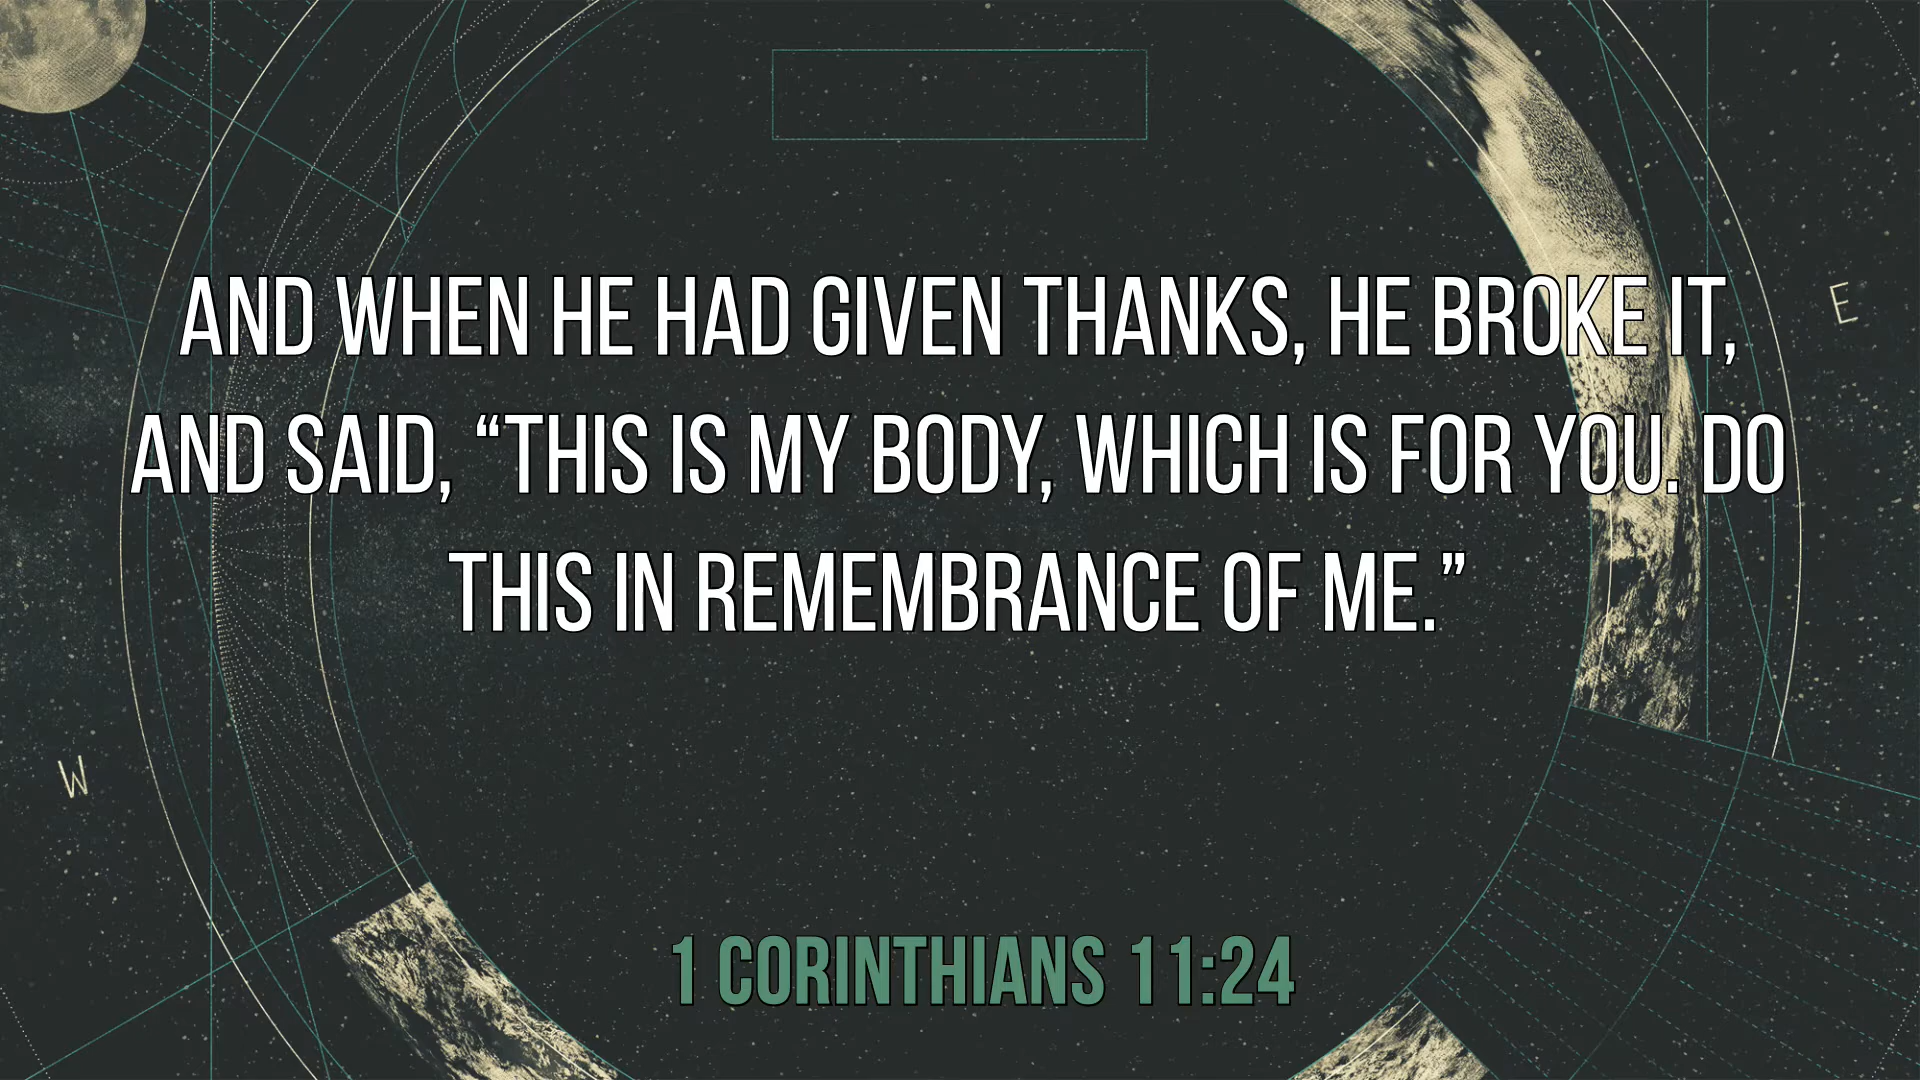 AND WHEN HE HAD GIVEN THANKS, HE BROKE IT,
E
AND SAID, “THIS IS MY BODY, WHICH IS FOR YOU. DO
THIS IN REMEMBRANCE OF ME.”
W
1 CORINTHIANS 11:24